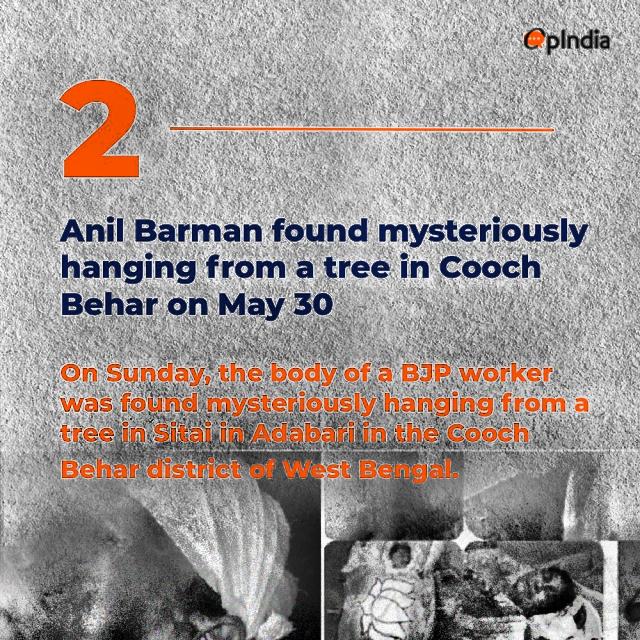 OpIndia
2
Anil Barman found mysteriously
hanging from a tree in Cooch
Behar on May 30
On Sunday, the body of a BJP worker
was found mysteriously hanging from a
tree in Sitai in Adabari in the Cooch
Behar district of West Bengal.